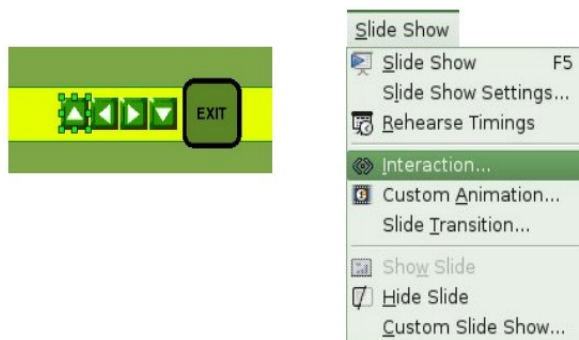 EXIT
Slide Show
Slide Show F5
Slide Show Settings...
Rehearse Timings
Interaction...
Custom Animation...
Slide Transition...
Show Slide
Hide Slide
Custom Slide Show...